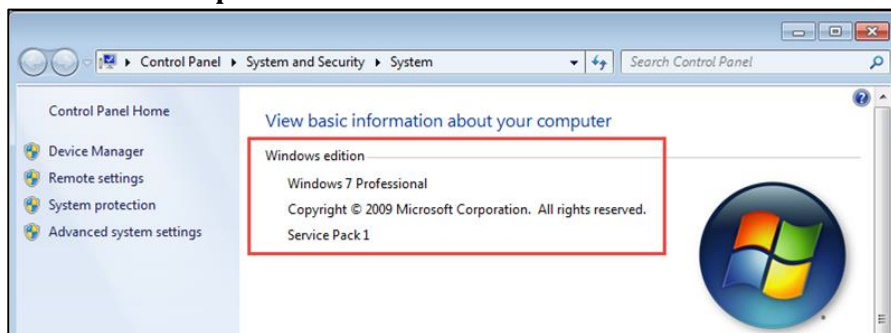 Control Panel ▸ System and Security ▸ System
Search Control Panel
Control Panel Home
Device Manager
Remote settings
System protection
Advanced system settings
View basic information about your computer
Windows edition
Windows 7 Professional
Copyright © 2009 Microsoft Corporation. All rights reserved.
Service Pack 1